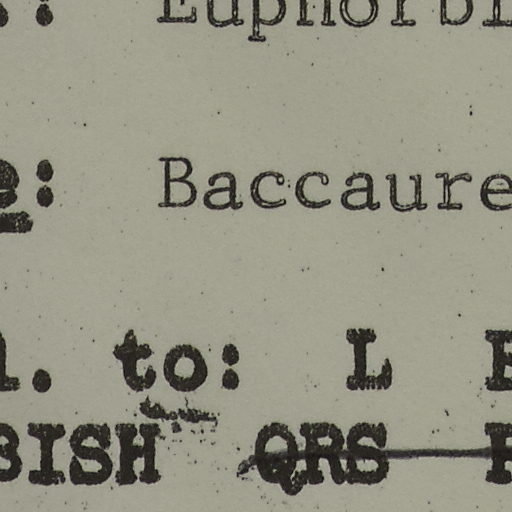 : Euphorbi
e: Baccaure
l. to: L
BISH QRS